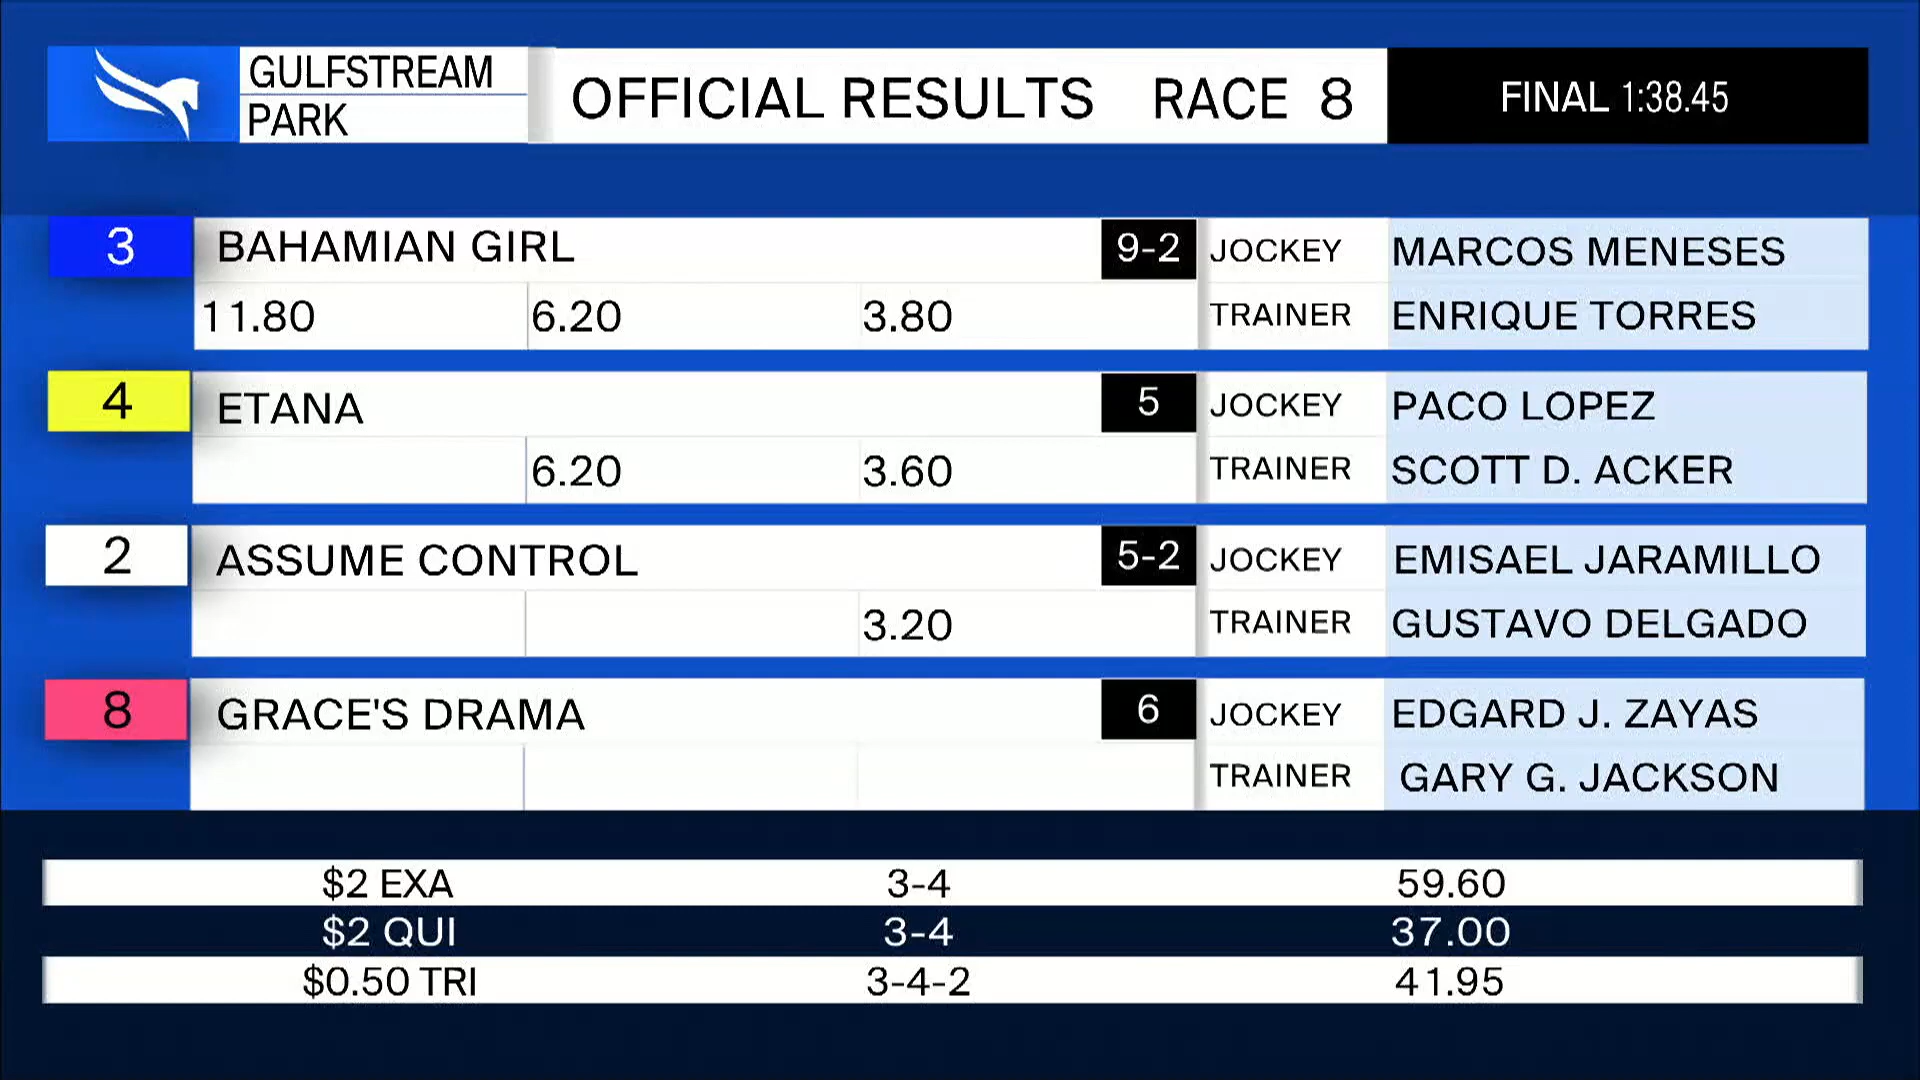 GULFSTREAM
PARK
OFFICIAL RESULTS RACE 8
FINAL 1:38.45
3 BAHAMIAN GIRL 9-2 JOCKEY MARCOS MENESES
11.80 6.20 3.80 TRAINER ENRIQUE TORRES
4 ETANA 5 JOCKEY PACO LOPEZ
6.20 3.60 TRAINER SCOTT D. ACKER
2 ASSUME CONTROL 5-2 JOCKEY EMISAEL JARAMILLO
3.20 TRAINER GUSTAVO DELGADO
8 GRACE'S DRAMA 6 JOCKEY EDGARD J. ZAYAS
TRAINER GARY G. JACKSON
$2 EXA 3-4 59.60
$2 QUI 3-4 37.00
$0.50 TRI 3-4-2 41.95